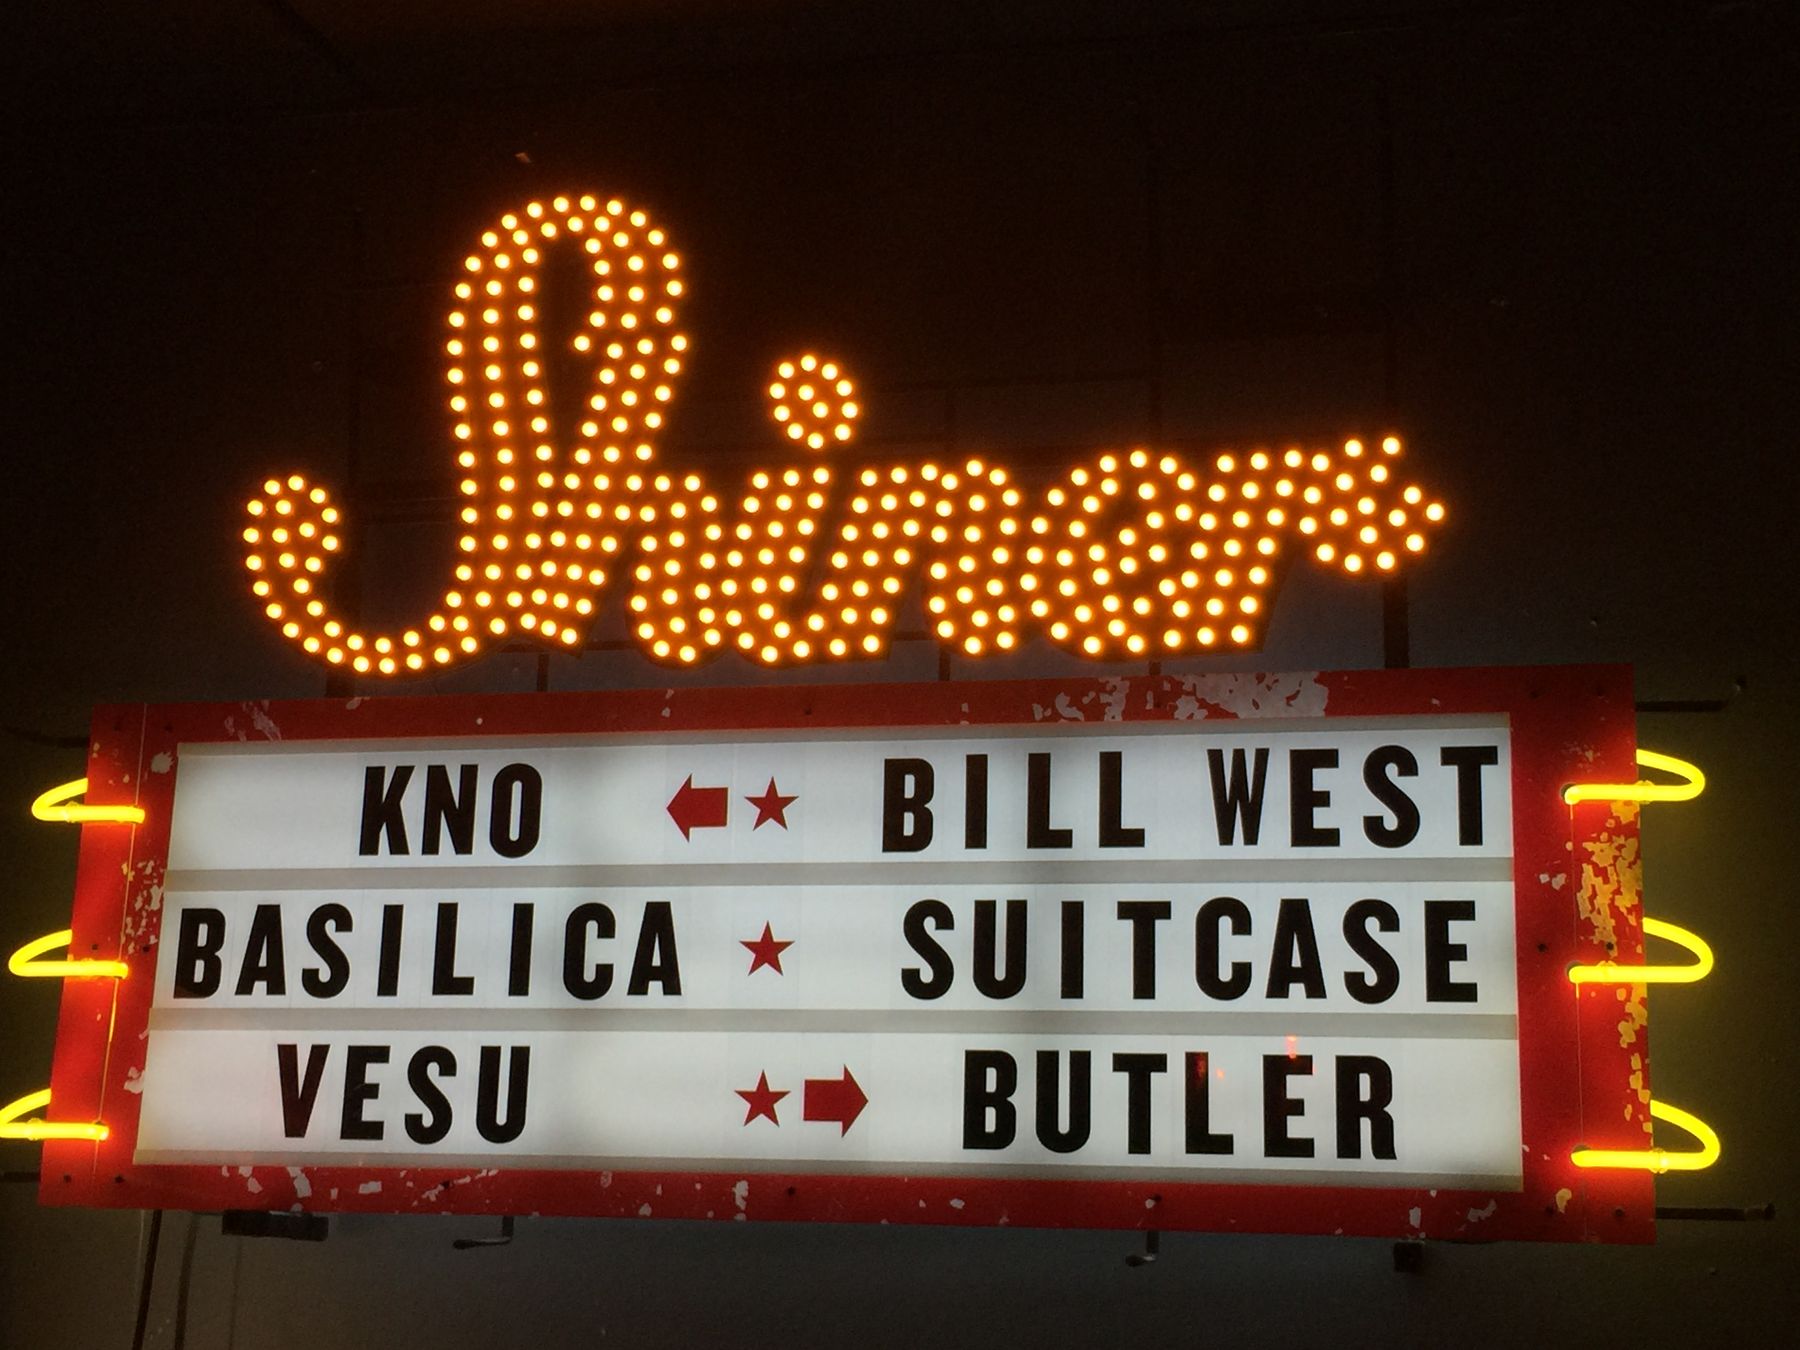 Shiner
KNO BILL WEST
BASILICA SUITCASE
VESU BUTLER